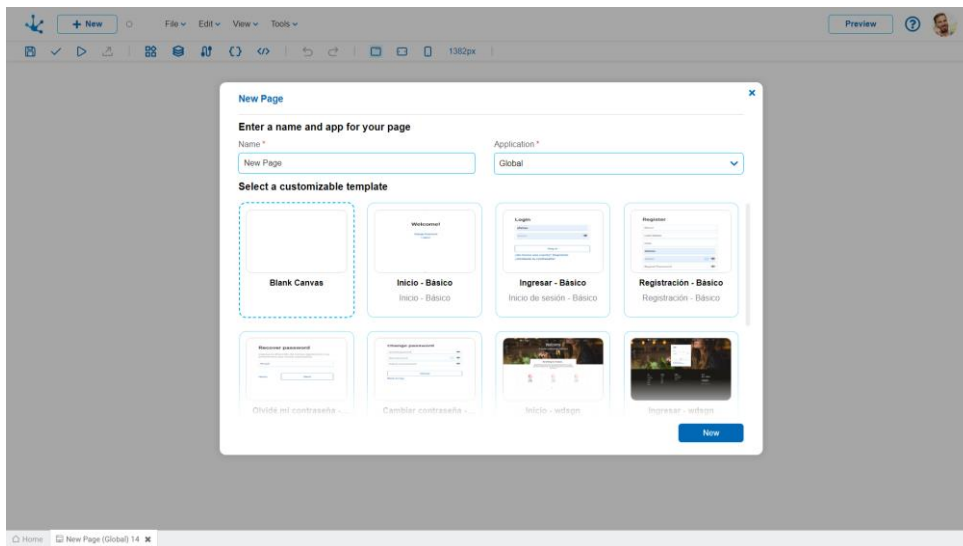 + New
File
Edit
View
Tools
Preview
?
1382px
New Page
Enter a name and app for your page
Name *
Application *
New Page
Global
Select a customizable template
Welcome!
Login
Register
Blank Canvas
Inicio - Básico
Ingresar - Básico
Registración - Básico
Inicio - Básico
Inicio de sesión - Básico
Registración - Básico
Recover password
Change password
Olvidé mi contraseña -...
Cambiar contraseña -...
Inicio - wdsgn
Ingresar - wdsgn
New
Home
New Page (Global) 14